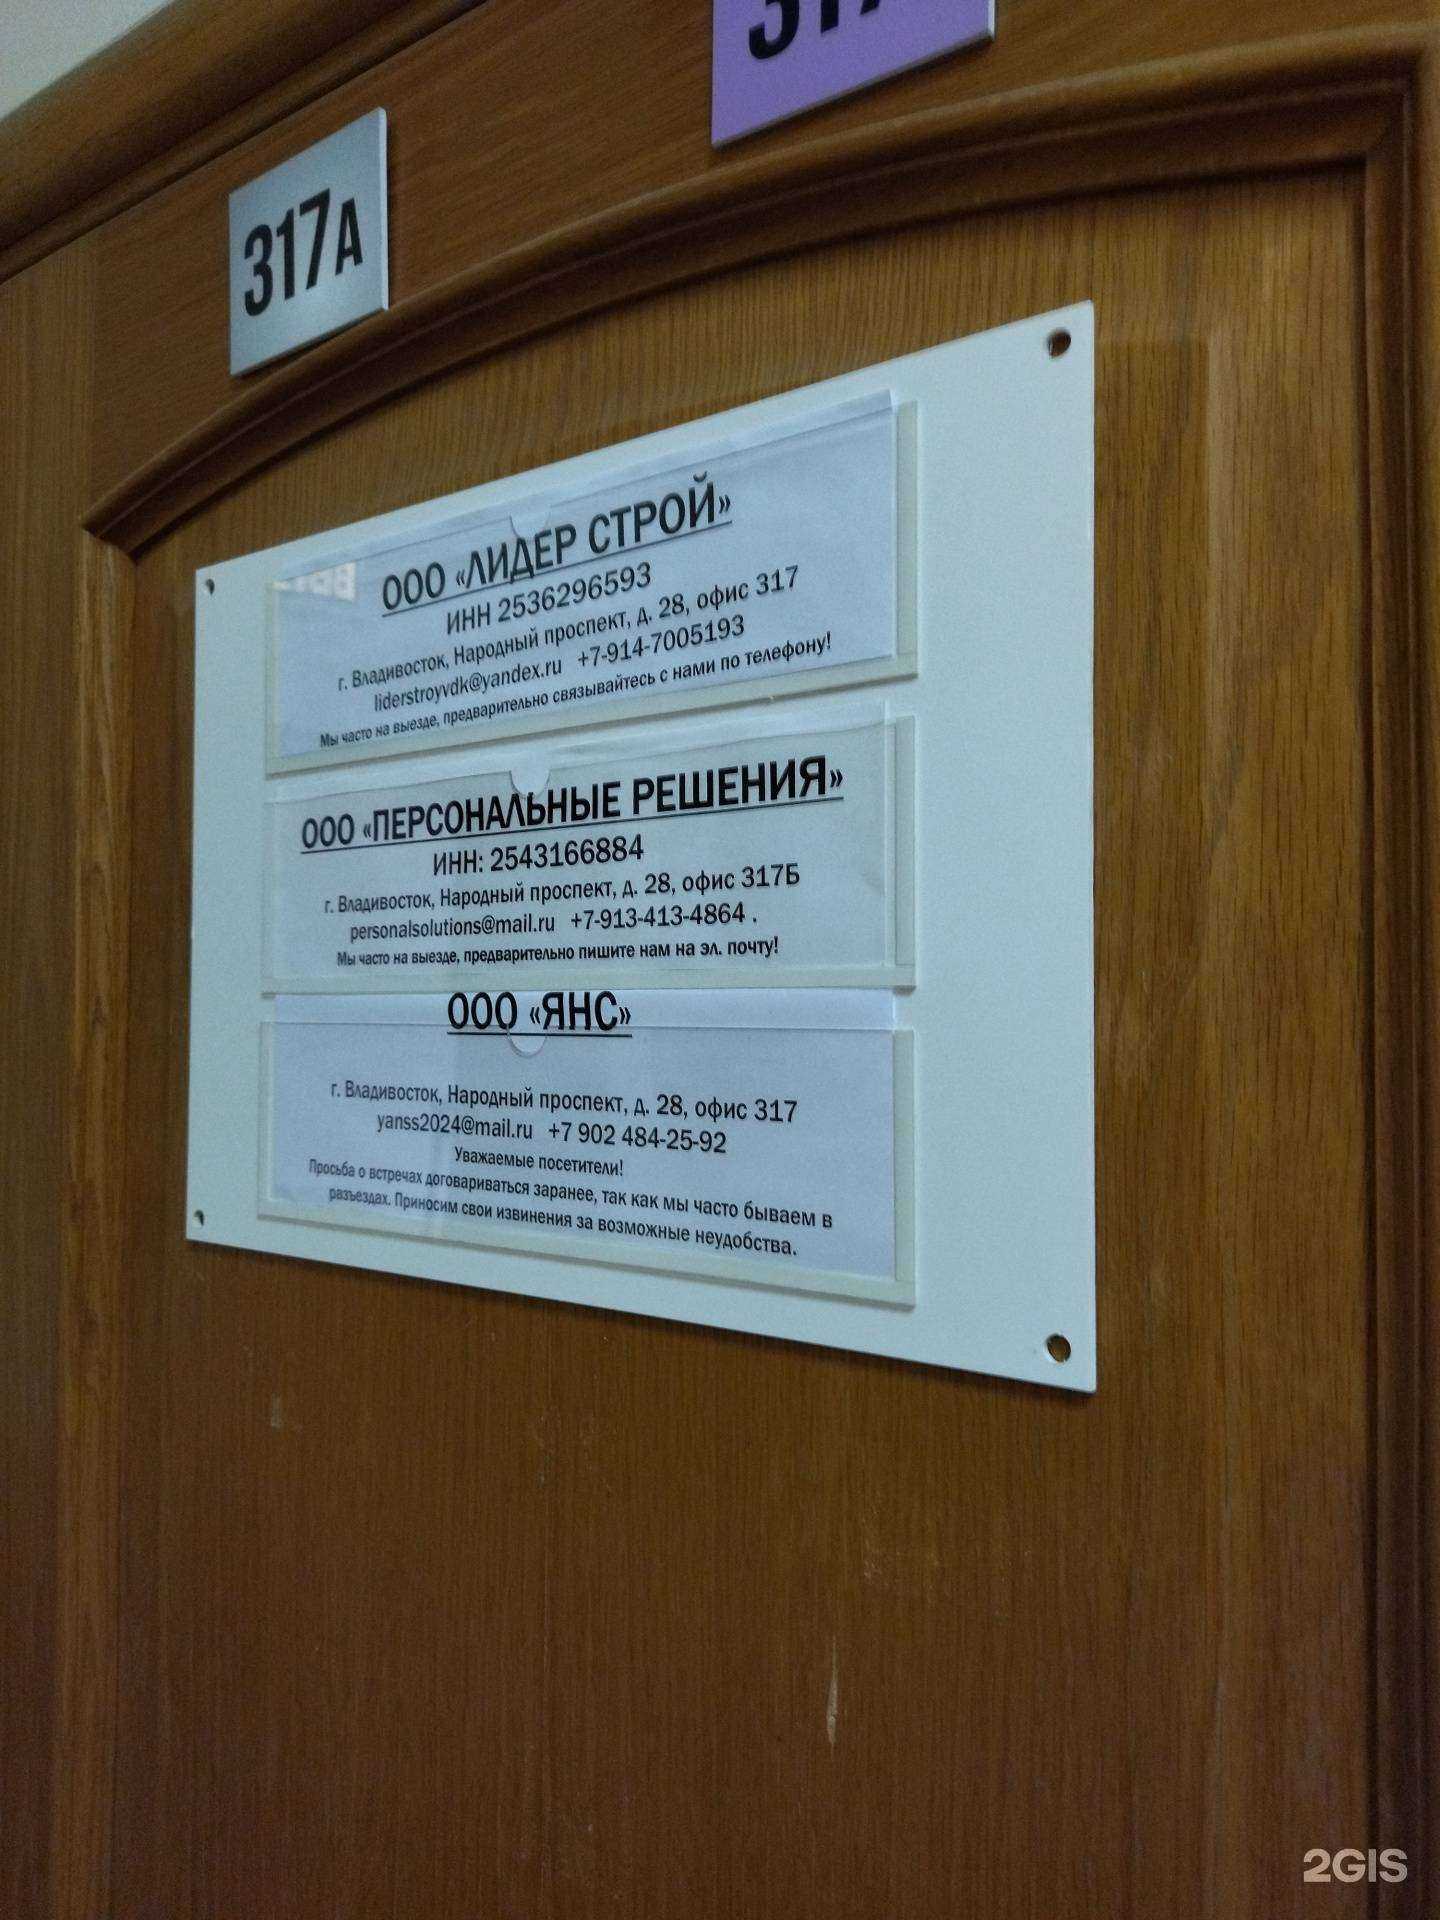 317А
ООО «ЛИДЕР СТРОЙ»
ИНН 2536296593
г. Владивосток, Народный проспект, д. 28, офис 317
liderstroyvdk@yandex.ru +7-914-7005193
Мы часто на выезде, предварительно связывайтесь с нами по телефону!
ООО «ПЕРСОНАЛЬНЫЕ РЕШЕНИЯ»
ИНН: 2543166884
г. Владивосток, Народный проспект, д. 28, офис 317Б
personalsolutions@mail.ru +7-913-413-4864 .
Мы часто на выезде, предварительно пишите нам на эл. почту!
ООО «ЯНС»
г. Владивосток, Народный проспект, д. 28, офис 317
yanss2024@mail.ru +7 902 484-25-92
Уважаемые посетители!
Просьба о встречах договариваться заранее, так как мы часто бываем в
разъездах. Приносим свои извинения за возможные неудобства.
2GIS